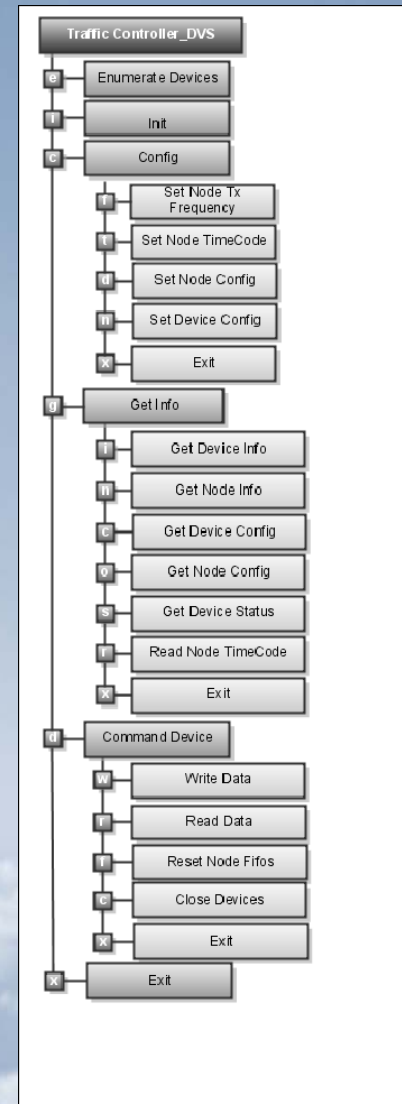 Traffic Controller_DVS
e Enumerate Devices
i Init
c Config
f Set Node Tx
Frequency
t Set Node TimeCode
d Set Node Config
n Set Device Config
x Exit
g Get Info
i Get Device Info
n Get Node Info
c Get Device Config
o Get Node Config
s Get Device Status
r Read Node TimeCode
x Exit
d Command Device
w Write Data
r Read Data
f Reset Node Fifos
c Close Devices
x Exit
x Exit